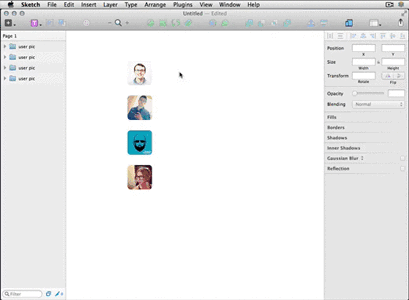 Sketch File Edit Insert Layer Type Arrange Plugins View Window Help
Untitled — Edited
Page 1
user pic
user pic
user pic
user pic
Filter
Position
X Y
Size
Width Height
Transform
Rotate Flip
Opacity
Blending Normal
Fills
Borders
Shadows
Inner Shadows
Gaussian Blur
Reflection